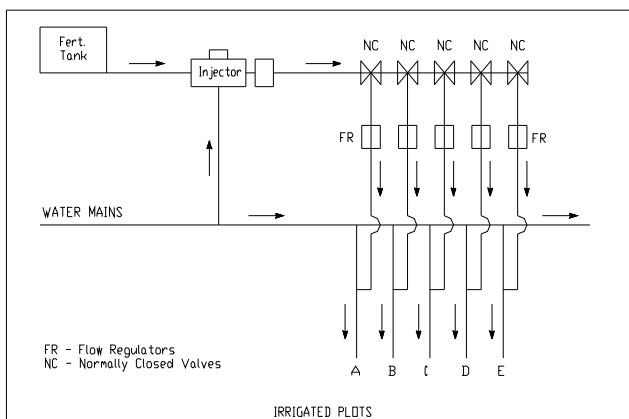 Fert.
Tank
Injector
NC NC NC NC NC
FR FR
WATER MAINS
FR - Flow Regulators
NC - Normally Closed Valves
A B C D E
IRRIGATED PLOTS